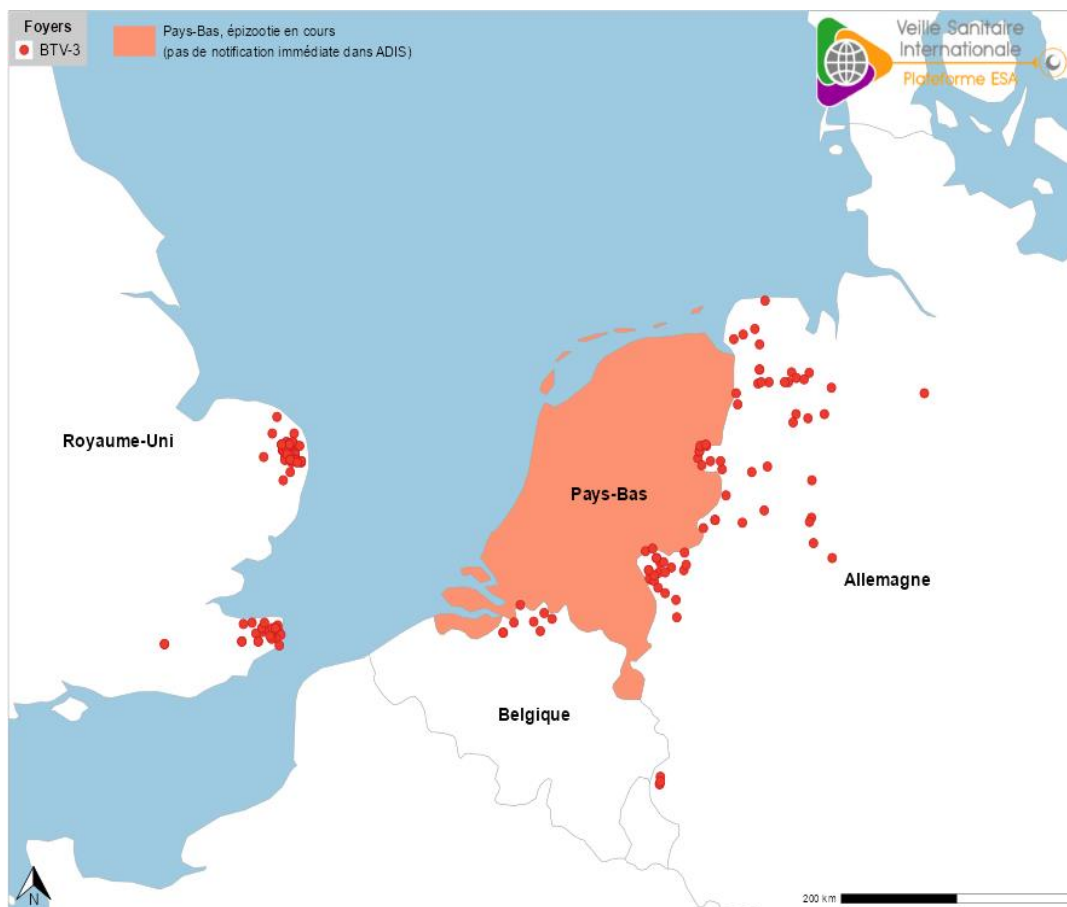 Foyers
BTV-3
Pays-Bas, épizootie en cours
(pas de notification immédiate dans ADIS)
Veille Sanitaire
Internationale
Plateforme ESA
Royaume-Uni
Pays-Bas
Allemagne
Belgique
N
200 km